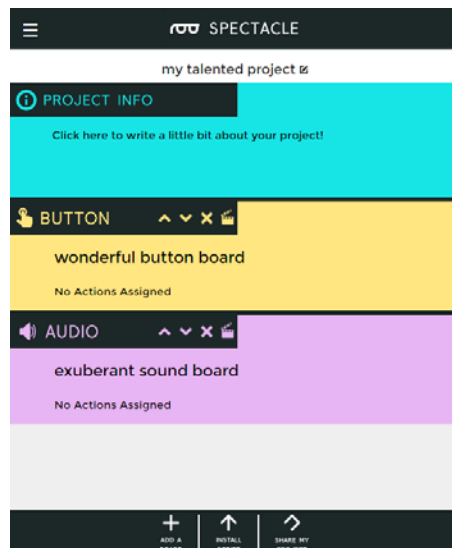 SPECTACLE
my talented project
PROJECT INFO
Click here to write a little bit about your project!
BUTTON
wonderful button board
No Actions Assigned
AUDIO
exuberant sound board
No Actions Assigned
ADD A
INSTALL
SHARE MY